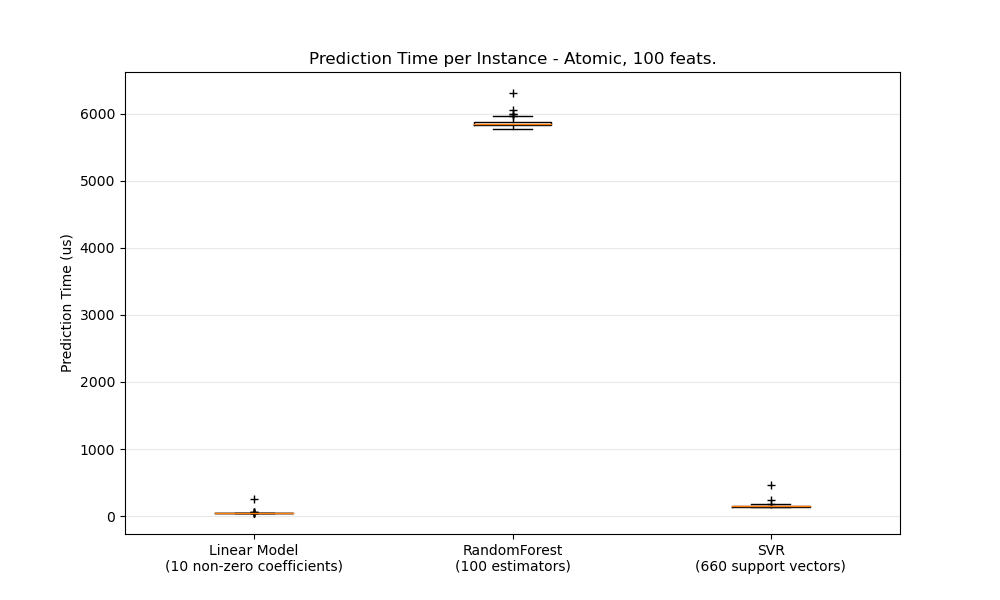 Prediction Time per Instance - Atomic, 100 feats.
Prediction Time (us)
6000
5000
4000
3000
2000
1000
0
Linear Model
(10 non-zero coefficients)
RandomForest
(100 estimators)
SVR
(660 support vectors)